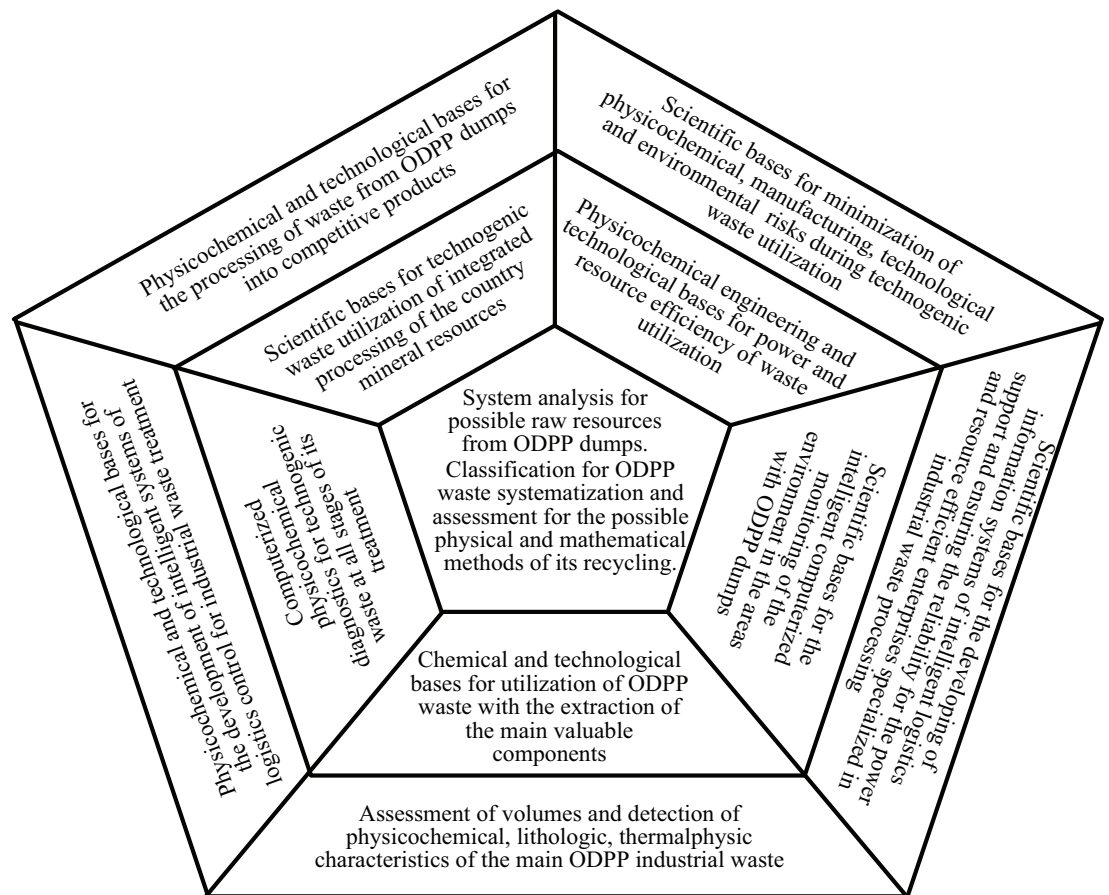 Physicochemical and technological bases for
the processing of waste from ODPP dumps
into competitive products
Scientific bases for minimization of
physicochemical, manufacturing, technological
and environmental risks during technogenic
waste utilization
Scientific bases for technogenic
waste utilization of integrated
processing of the country
mineral resources
Physicochemical engineering and
technological bases for power and
resource efficiency of waste
utilization
Physicochemical and technological bases for
the development of intelligent systems of
logistics control for industrial waste treatment
Computerized
physicochemical
diagnostics for technogenic
waste at all stages of its
treatment
System analysis for
possible raw resources
from ODPP dumps.
Classification for ODPP
waste systematization and
assessment for the possible
physical and mathematical
methods of its recycling.
Scientific bases for the
intelligent computerized
monitoring of the
environment in the areas
with ODPP dumps
Scientific bases for the developing of
information systems of intelligent logistics
support and ensuring the reliability for the power
and resource efficient enterprises specialized in
industrial waste processing
Chemical and technological
bases for utilization of ODPP
waste with the extraction of
the main valuable
components
Assessment of volumes and detection of
physicochemical, lithologic, thermalphysic
characteristics of the main ODPP industrial waste